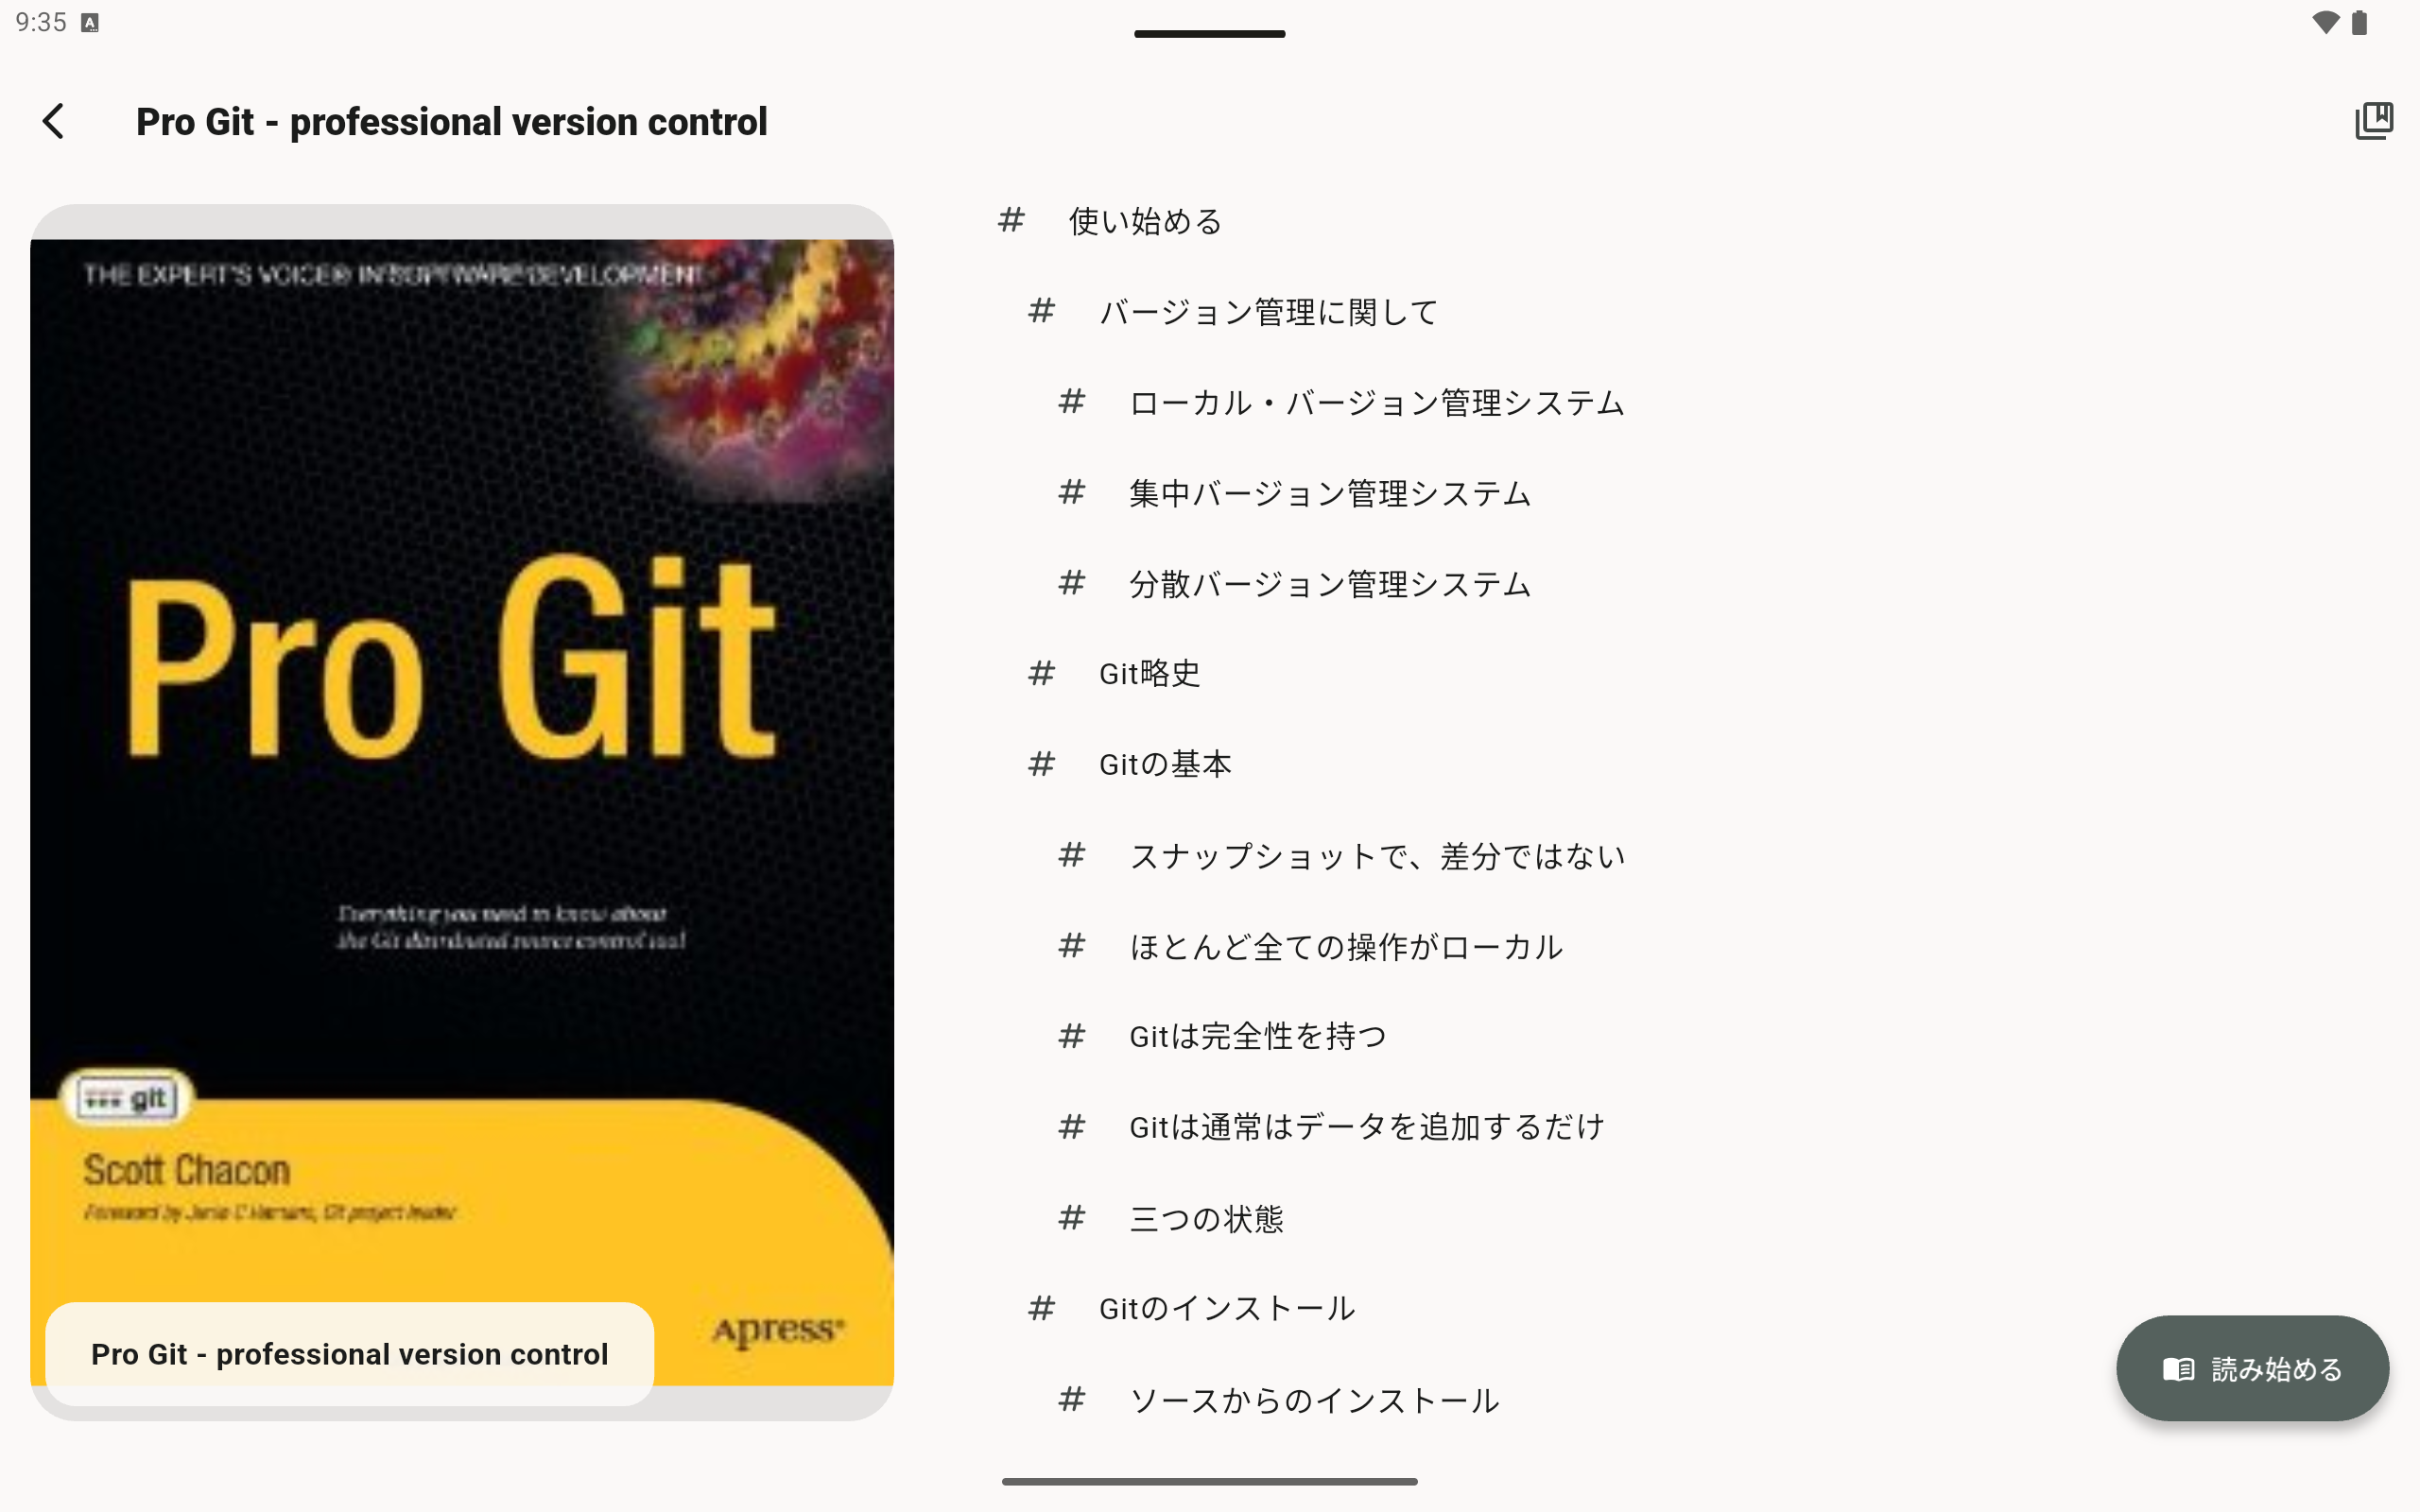 9:35
Pro Git - professional version control
THE EXPERT'S VOICE® IN SOFTWARE DEVELOPMENT
Pro Git
Everything you need to know about
the Git distributed source control tool
git
Scott Chacon
Foreword by Junio C Hamano, Git project leader
Apress®
Pro Git - professional version control
# 使い始める
# バージョン管理に関して
# ローカル・バージョン管理システム
# 集中バージョン管理システム
# 分散バージョン管理システム
# Git略史
# Gitの基本
# スナップショットで、差分ではない
# ほとんど全ての操作がローカル
# Gitは完全性を持つ
# Gitは通常はデータを追加するだけ
# 三つの状態
# Gitのインストール
# ソースからのインストール
読み始める